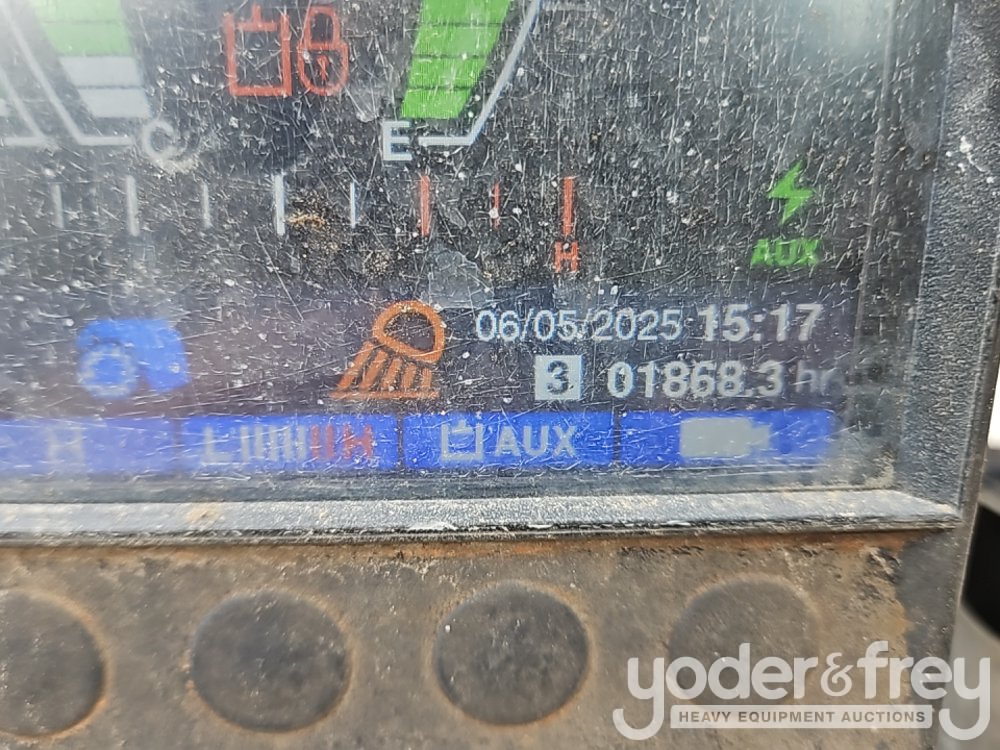 C
E
H
AUX
06/05/2025 15:17
3 01868.3 hr
H L H AUX
yoder&frey
HEAVY EQUIPMENT AUCTIONS